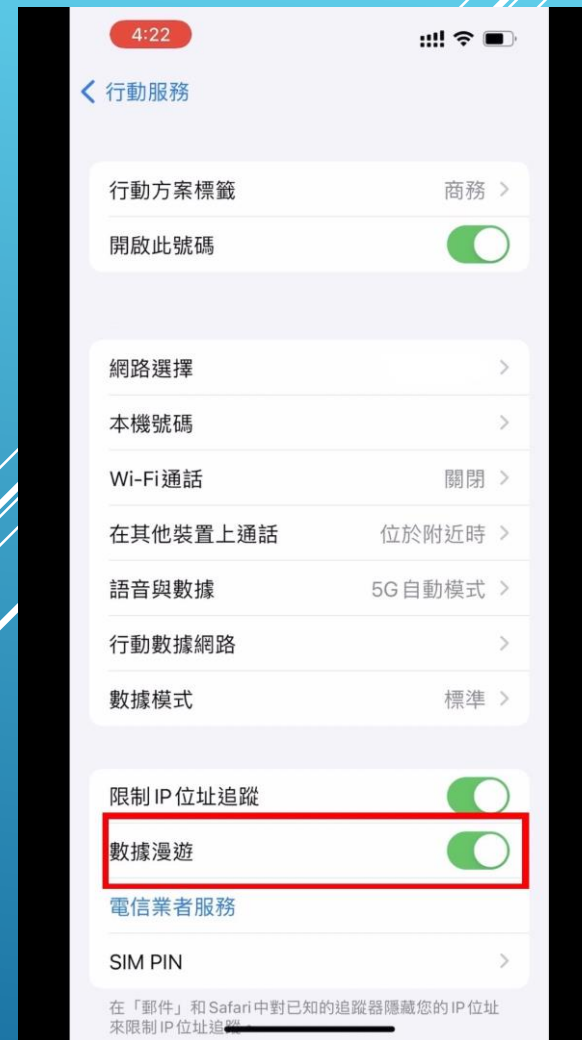 4:22
行動服務
行動方案標籤 商務
開啟此號碼
網路選擇
本機號碼
Wi-Fi通話 關閉
在其他裝置上通話 位於附近時
語音與數據 5G自動模式
行動數據網路
數據模式 標準
限制IP位址追蹤
數據漫遊
電信業者服務
SIM PIN
在「郵件」和Safari中對已知的追蹤器隱藏您的IP位址
來限制IP位址追蹤。